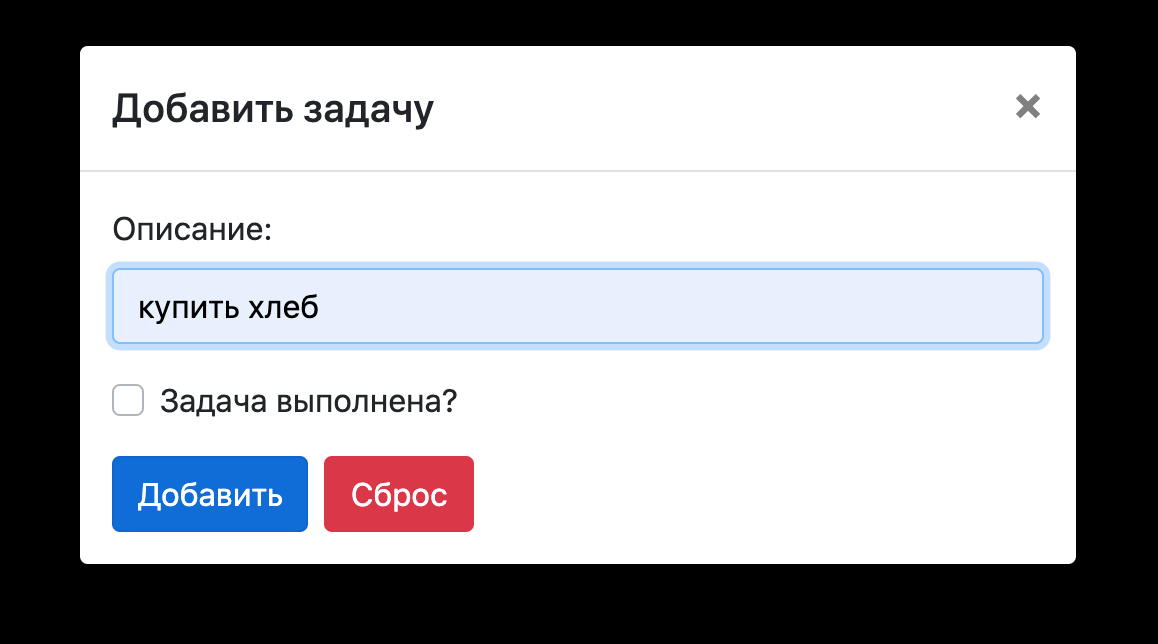 Добавить задачу
Описание:
купить хлеб
Задача выполнена?
Добавить Сброс